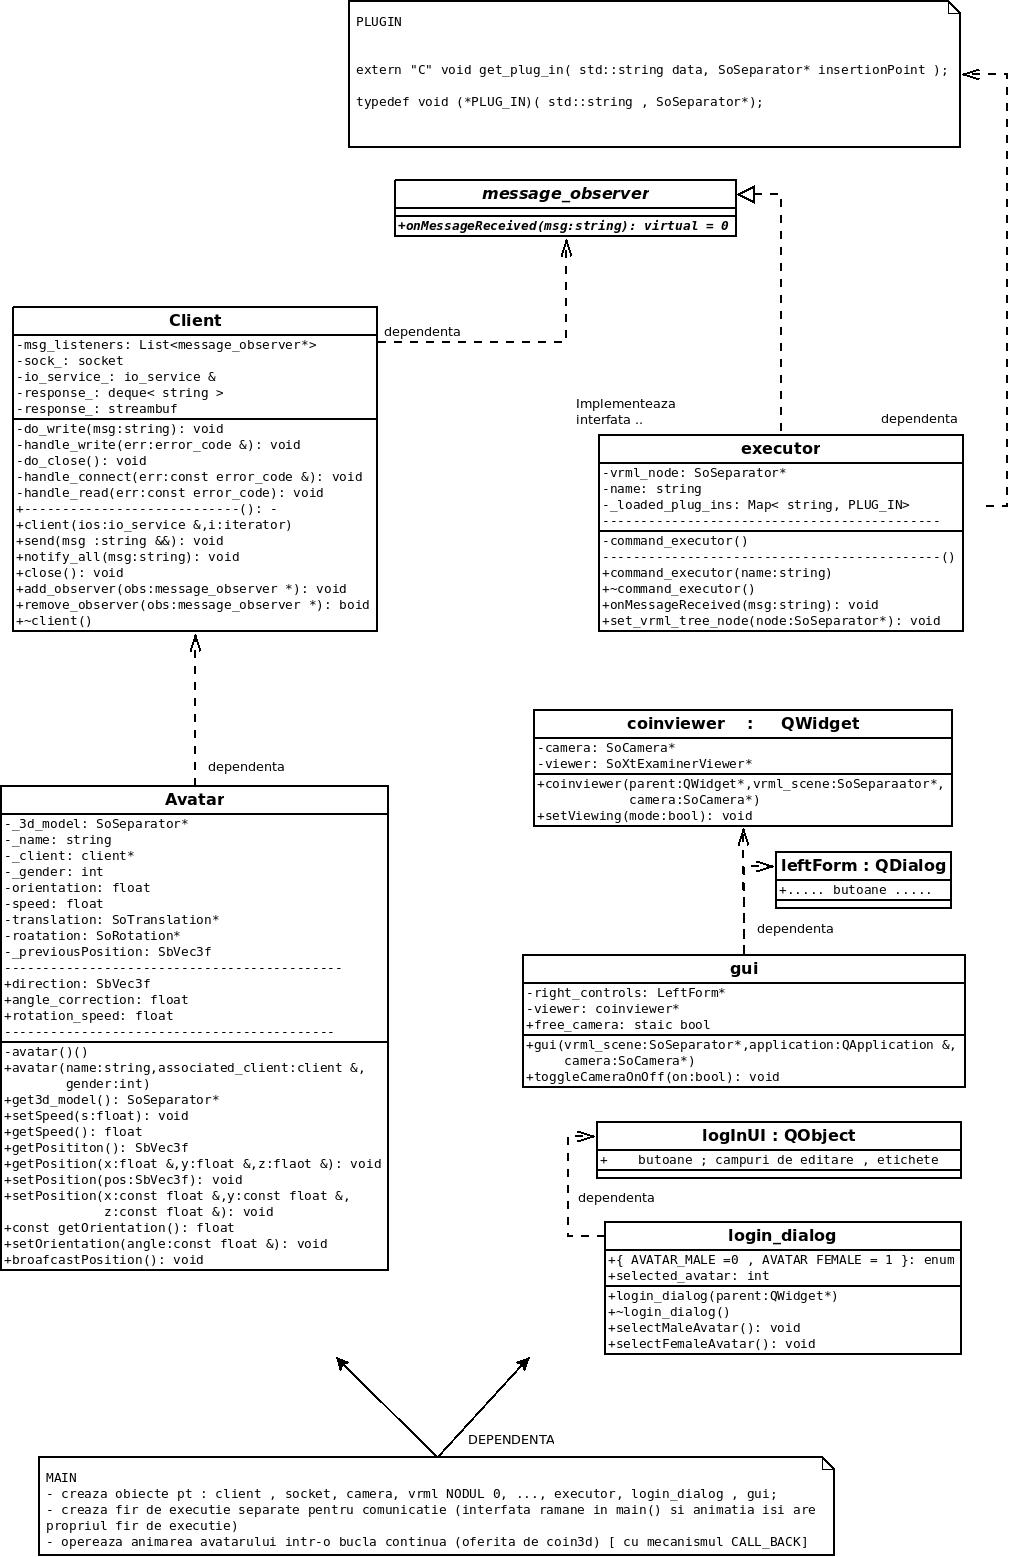 PLUGIN
extern "C" void get_plug_in( std::string data, SoSeparator* insertionPoint );
typedef void (*PLUG_IN)( std::string , SoSeparator*);
message_observer
+onMessageReceived(msg:string): virtual = 0
dependenta
Client
-msg_listeners: List<message_observer*>
-sock_: socket
-io_service_: io_service &
-response_: deque< string >
-response_: streambuf
-do_write(msg:string): void
-handle_write(err:error_code &): void
-do_close(): void
-handle_connect(err:const error_code &): void
-handle_read(err:const error_code): void
+----------------------------(): -
+client(ios:io_service &,i:iterator)
+send(msg :string &&): void
+notify_all(msg:string): void
+close(): void
+add_observer(obs:message_observer *): void
+remove_observer(obs:message_observer *): boid
+~client()
Implementeaza
interfata ..
dependenta
executor
-vrml_node: SoSeparator*
-name: string
-_loaded_plug_ins: Map< string, PLUG_IN>
--------------------------------------------
-command_executor()
--------------------------------------------()
+command_executor(name:string)
+~command_executor()
+onMessageReceived(msg:string): void
+set_vrml_tree_node(node:SoSeparator*): void
dependenta
Avatar
-_3d_model: SoSeparator*
-_name: string
-_client: client*
-_gender: int
-orientation: float
-speed: float
-translation: SoTranslation*
-roatation: SoRotation*
-_previousPosition: SbVec3f
--------------------------------------------
+direction: SbVec3f
+angle_correction: float
+rotation_speed: float
-------------------------------------------
-avatar()()
+avatar(name:string,associated_client:client &,
gender:int)
+get3d_model(): SoSeparator*
+setSpeed(s:float): void
+getSpeed(): float
+getPosititon(): SbVec3f
+getPosition(x:float &,y:float &,z:flaot &): void
+setPosition(pos:SbVec3f): void
+setPosition(x:const float &,y:const float &,
z:const float &): void
+const getOrientation(): float
+setOrientation(angle:const float &): void
+broafcastPosition(): void
coinviewer : QWidget
-camera: SoCamera*
-viewer: SoXtExaminerViewer*
+coinviewer(parent:QWidget*,vrml_scene:SoSeparaator*,
camera:SoCamera*)
+setViewing(mode:bool): void
leftForm : QDialog
+..... butoane .....
dependenta
gui
-right_controls: LeftForm*
-viewer: coinviewer*
+free_camera: staic bool
+gui(vrml_scene:SoSeparator*,application:QApplication &,
camera:SoCamera*)
+toggleCameraOnOff(on:bool): void
logInUI : QObject
+    butoane ; campuri de editare , etichete
dependenta
login_dialog
+{ AVATAR_MALE =0 , AVATAR FEMALE = 1 }: enum
+selected_avatar: int
+login_dialog(parent:QWidget*)
+~login_dialog()
+selectMaleAvatar(): void
+selectFemaleAvatar(): void
DEPENDENTA
MAIN
- creaza obiecte pt : client , socket, camera, vrml NODUL 0, ..., executor, login_dialog , gui;
- creaza fir de executie separate pentru comunicatie (interfata ramane in main() si animatia isi are
propriul fir de executie)
- opereaza animarea avatarului intr-o bucla continua (oferita de coin3d) [ cu mecanismul CALL_BACK]